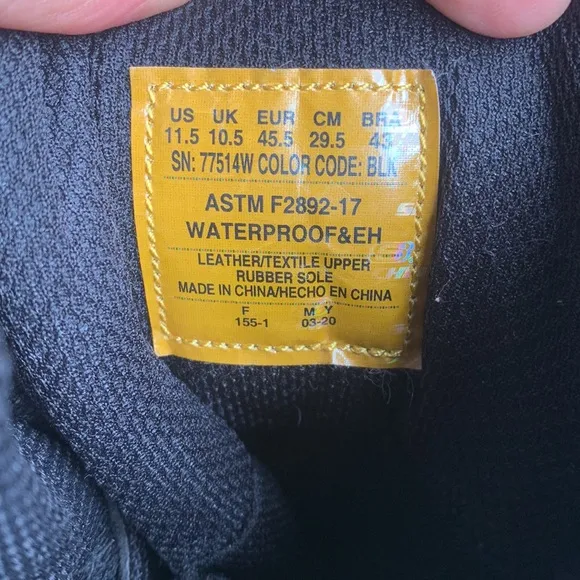 US UK EUR CM BRA
11.5 10.5 45.5 29.5 43
SN: 77514W COLOR CODE: BLK
ASTM F2892-17
WATERPROOF&EH
LEATHER/TEXTILE UPPER
RUBBER SOLE
MADE IN CHINA/HECHO EN CHINA
F M Y
155-1 03-20